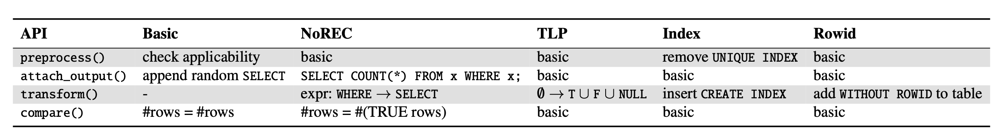 API Basic NoREC TLP Index Rowid
preprocess() check applicability basic basic remove UNIQUE INDEX basic
attach_output() append random SELECT SELECT COUNT(*) FROM x WHERE x; basic basic basic
transform() - expr: WHERE → SELECT ∅ → T ∪ F ∪ NULL insert CREATE INDEX add WITHOUT ROWID to table
compare() #rows = #rows #rows = #(TRUE rows) basic basic basic